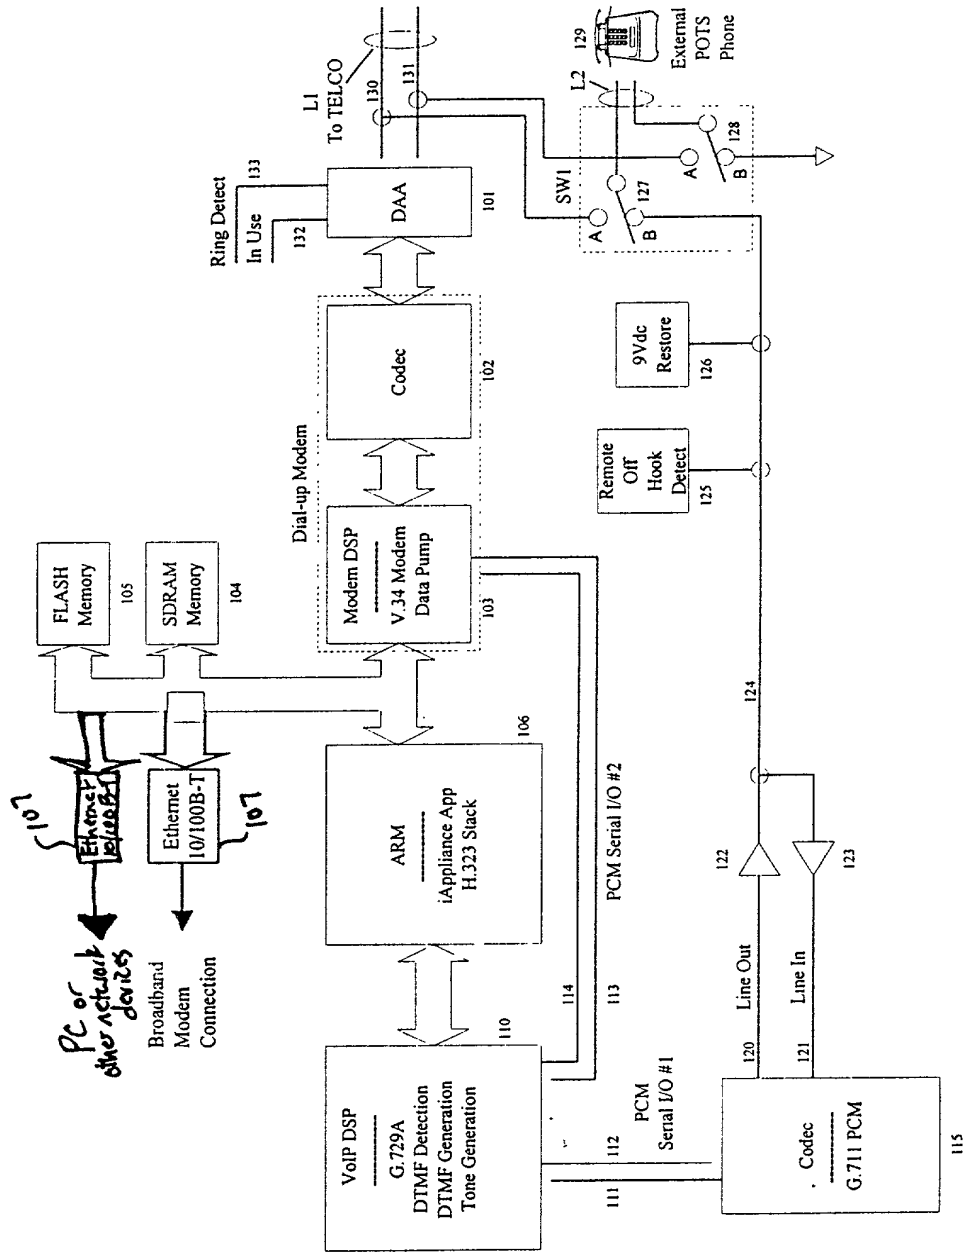 PC or
other network
devices
Broadband
Modem
Connection
107
Ethernet
10/100B-T
Ethernet
10/100B-T
107
FLASH
Memory
105
SDRAM
Memory
104
Ring Detect
133
In Use
132
L1
To TELCO
130
131
VoIP DSP
G.729A
DTMF Detection
DTMF Generation
Tone Generation
110
ARM
iAppliance App
H.323 Stack
106
Dial-up Modem
Modem DSP
V.34 Modem
Data Pump
103
Codec
102
DAA
101
114
113
PCM Serial I/O #2
PCM
Serial I/O #1
112
111
Codec
G.711 PCM
115
120
Line Out
122
121
Line In
123
124
Remote
Off
Hook
Detect
125
9Vdc
Restore
126
SW1
A
B
127
A
B
128
L2
129
External
POTS
Phone